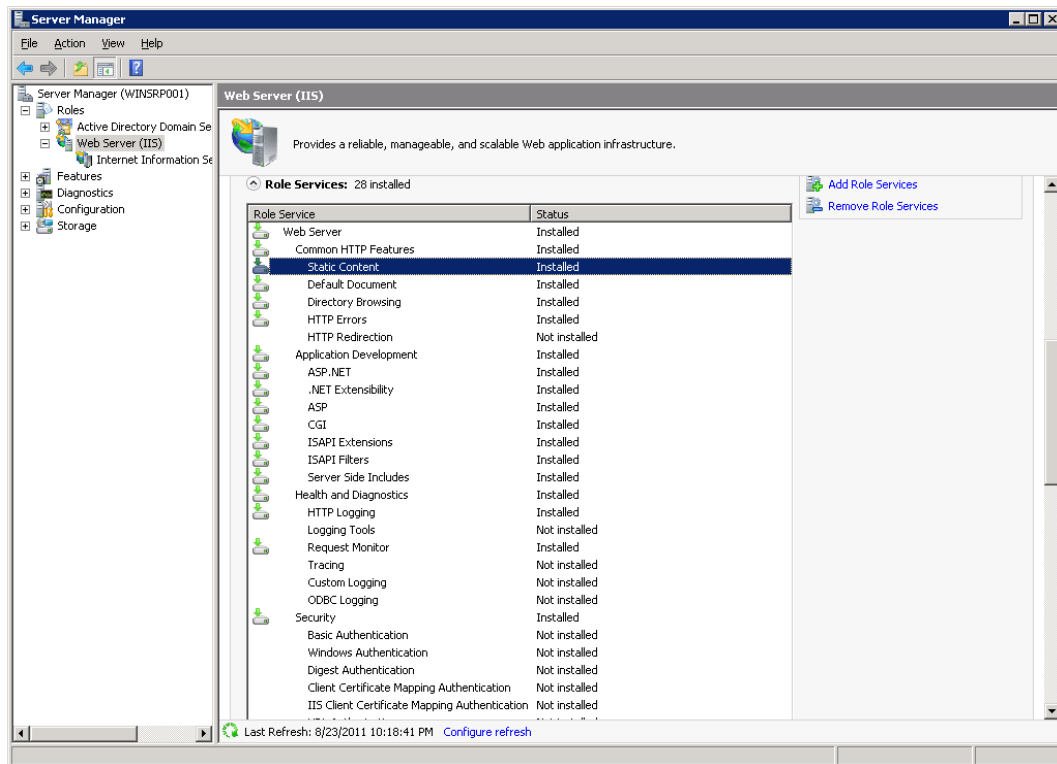 Server Manager
File Action View Help
Server Manager (WINSRP001)
Roles
Active Directory Domain Se
Web Server (IIS)
Internet Information Se
Features
Diagnostics
Configuration
Storage
Web Server (IIS)
Provides a reliable, manageable, and scalable Web application infrastructure.
Role Services: 28 installed
Role Service Status
Web Server Installed
Common HTTP Features Installed
Static Content Installed
Default Document Installed
Directory Browsing Installed
HTTP Errors Installed
HTTP Redirection Not installed
Application Development Installed
ASP.NET Installed
.NET Extensibility Installed
ASP Installed
CGI Installed
ISAPI Extensions Installed
ISAPI Filters Installed
Server Side Includes Installed
Health and Diagnostics Installed
HTTP Logging Installed
Logging Tools Not installed
Request Monitor Installed
Tracing Not installed
Custom Logging Not installed
ODBC Logging Not installed
Security Installed
Basic Authentication Not installed
Windows Authentication Not installed
Digest Authentication Not installed
Client Certificate Mapping Authentication Not installed
IIS Client Certificate Mapping Authentication Not installed
Add Role Services
Remove Role Services
Last Refresh: 8/23/2011 10:18:41 PM Configure refresh